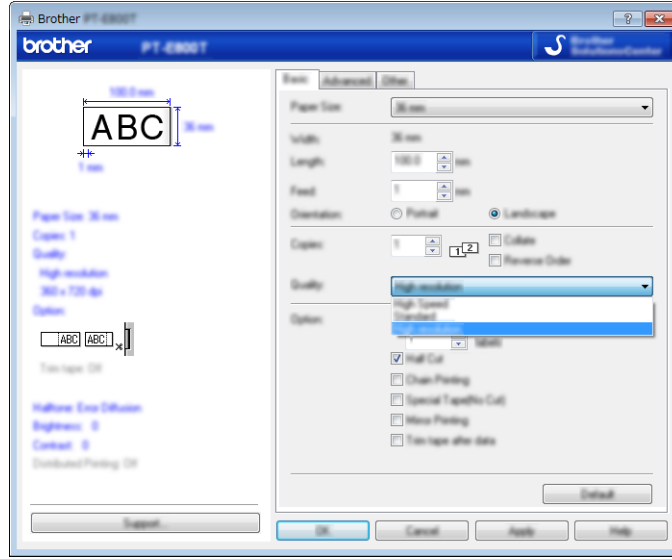 Brother PT-E800T
brother PT-E800T
Brother
SolutionsCenter
100.0 mm
ABC
36 mm
1 mm
Paper Size: 36 mm
Copies: 1
Quality:
High resolution
360 x 720 dpi
Option:
ABC ABC
Trim tape: Off
Halftone: Error Diffusion
Brightness: 0
Contrast: 0
Distributed Printing: Off
Support...
Basic Advanced Other
Paper Size: 36 mm
Width: 36 mm
Length: 100.0 mm
Feed: 1 mm
Orientation: Portrait Landscape
Copies: 1 1 2 Collate
Reverse Order
Quality: High resolution
High Speed
Standard
High resolution
Option:
labels
Half Cut
Chain Printing
Special Tape(No Cut)
Mirror Printing
Trim tape after data
Default
OK Cancel Apply Help